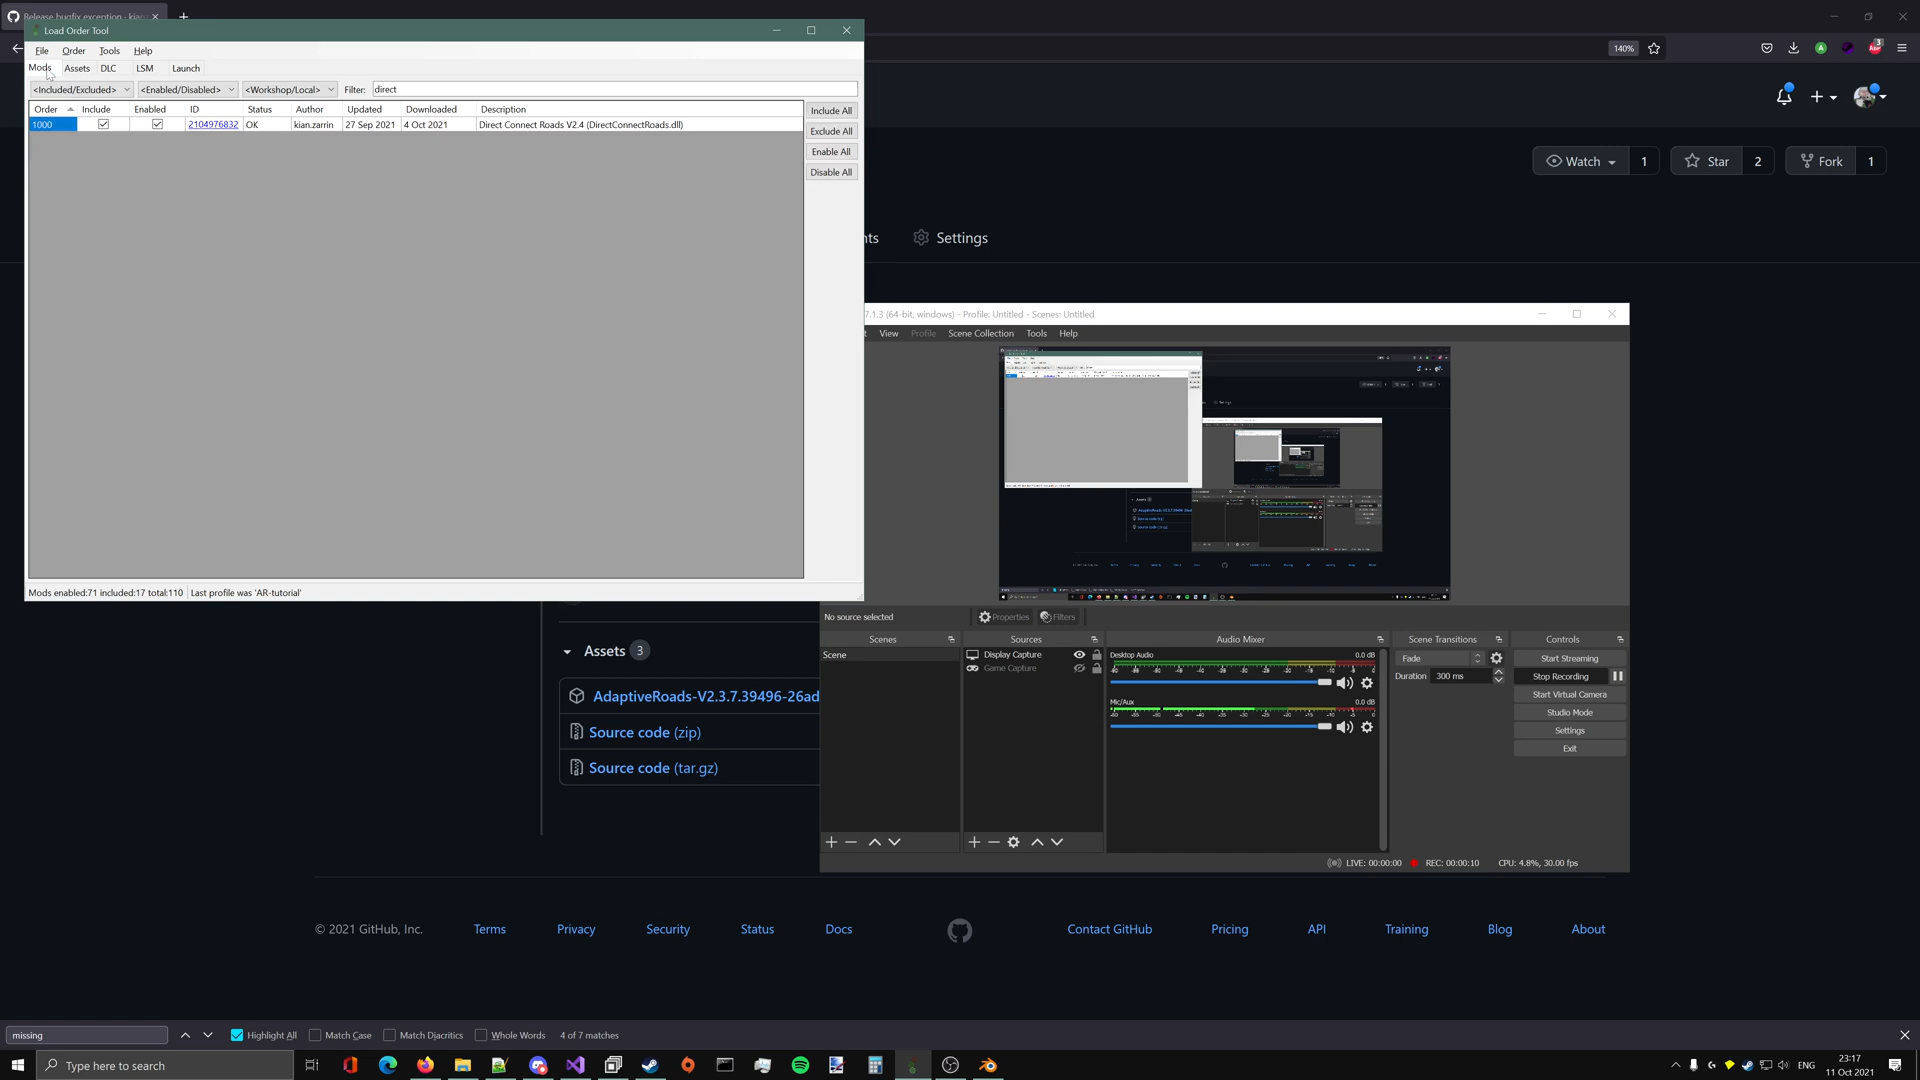 Release bugfix exception - kian
Load Order Tool
File Order Tools Help
140%
Mods Assets DLC LSM Launch
<Included/Excluded> <Enabled/Disabled> <Workshop/Local> Filter: direct
Order Include Enabled ID Status Author Updated Downloaded Description
1000 2104976832 OK kian.zarrin 27 Sep 2021 4 Oct 2021 Direct Connect Roads V2.4 (DirectConnectRoads.dll)
Include All
Exclude All
Enable All
Disable All
Mods enabled:71 included:17 total:110 Last profile was 'AR-tutorial'
Watch 1 Star 2 Fork 1
nts Settings
7.1.3 (64-bit, windows) - Profile: Untitled - Scenes: Untitled
t View Profile Scene Collection Tools Help
No source selected Properties Filters
Scenes Sources Audio Mixer Scene Transitions Controls
Scene
Display Capture
Game Capture
Desktop Audio 0.0 dB
Mic/Aux 0.0 dB
Fade
Duration 300 ms
Start Streaming
Stop Recording
Start Virtual Camera
Studio Mode
Settings
Exit
LIVE: 00:00:00 REC: 00:00:10 CPU: 4.8%, 30.00 fps
Assets 3
AdaptiveRoads-V2.3.7.39496-26ad
Source code (zip)
Source code (tar.gz)
© 2021 GitHub, Inc. Terms Privacy Security Status Docs Contact GitHub Pricing API Training Blog About
missing Highlight All Match Case Match Diacritics Whole Words 4 of 7 matches
Type here to search
ENG
23:17
11 Oct 2021